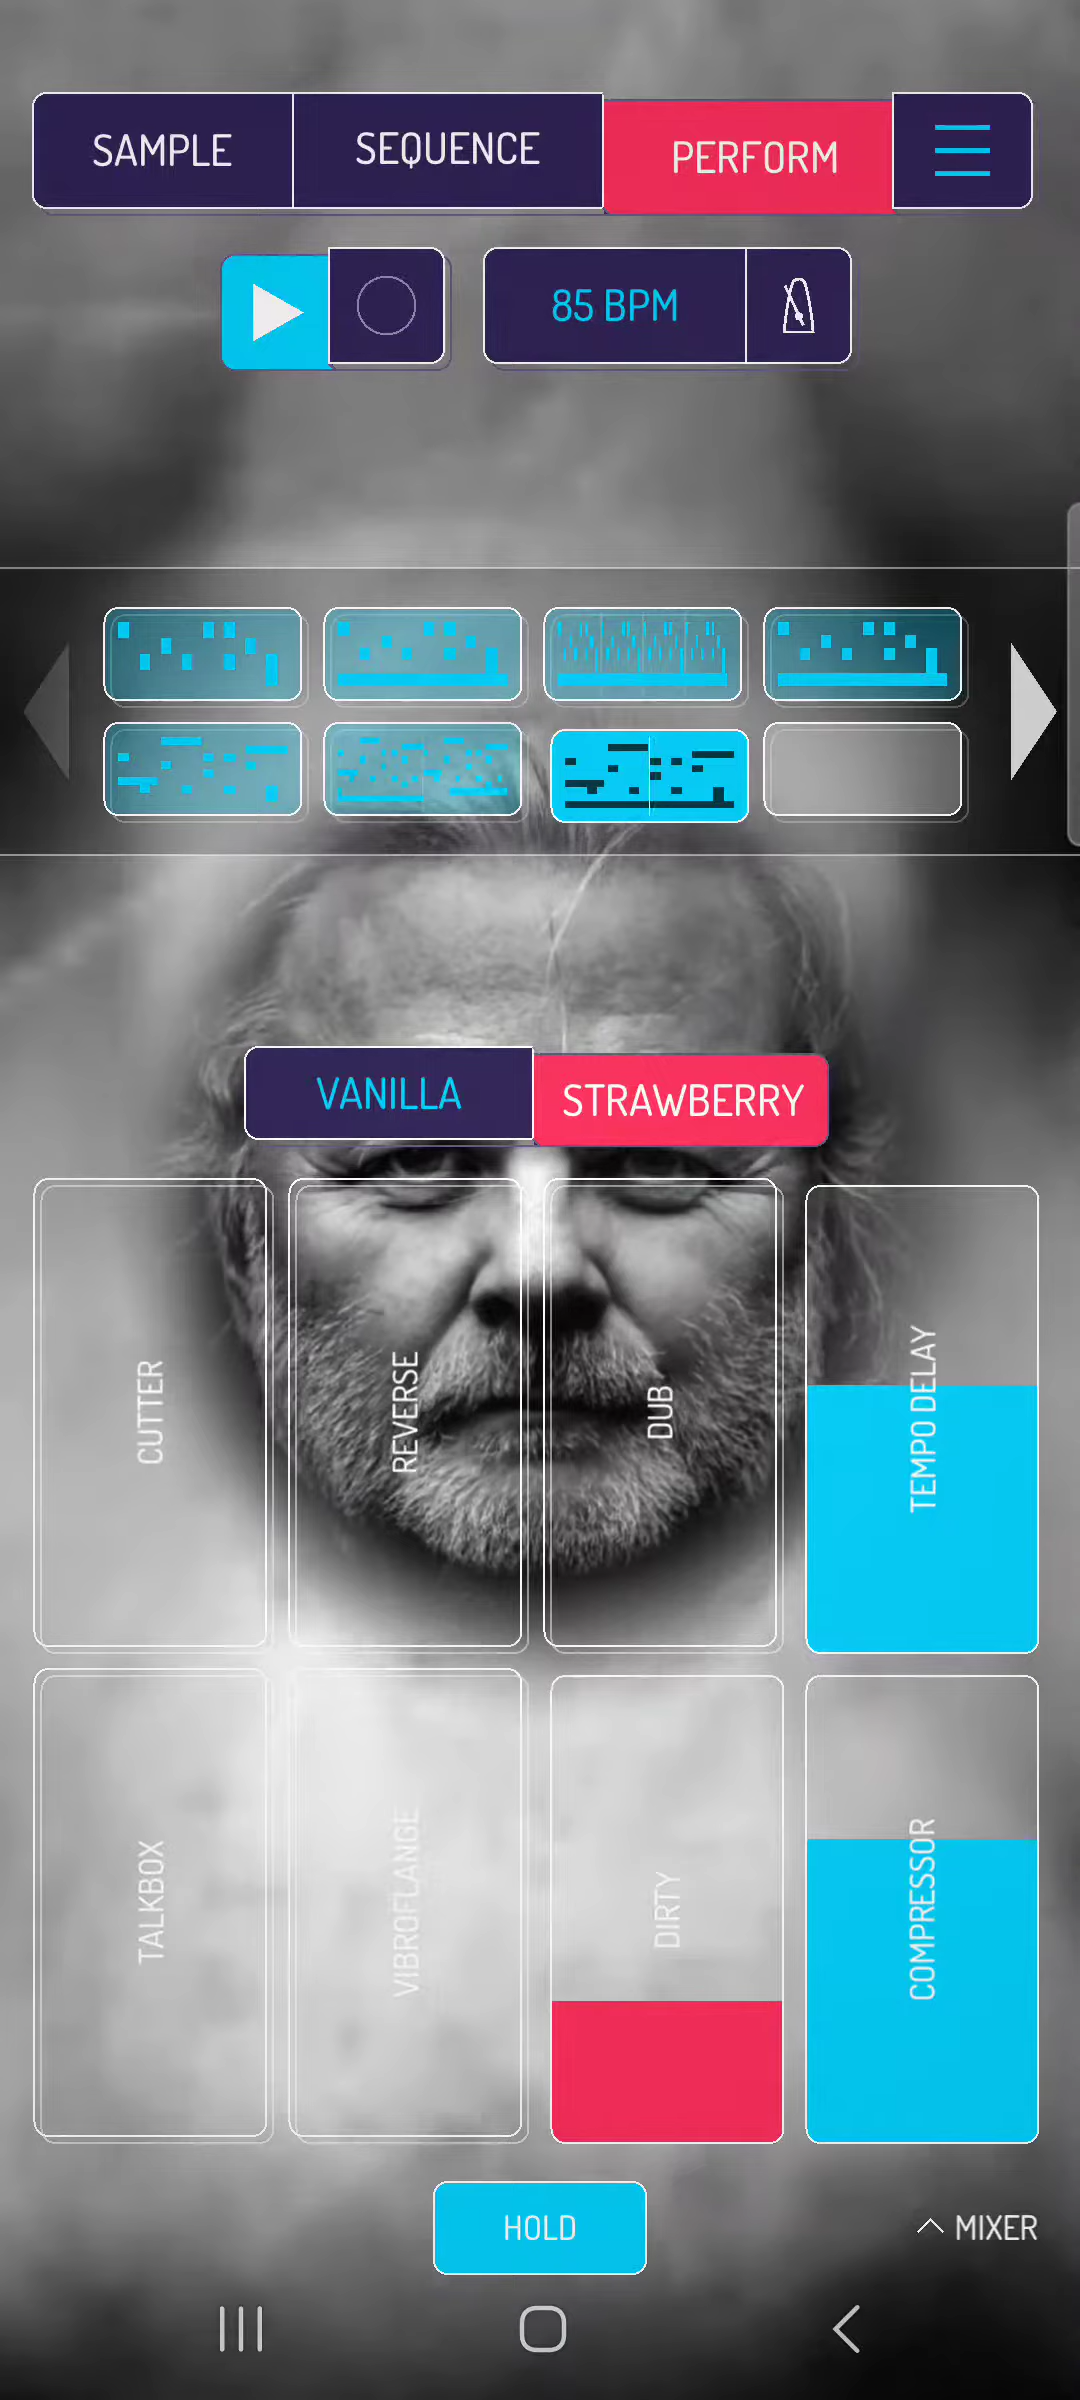 SAMPLE SEQUENCE PERFORM
85 BPM
VANILLA STRAWBERRY
CUTTER REVERSE DUB TEMPO DELAY
TALKBOX VIBROFLANGE DIRTY COMPRESSOR
HOLD MIXER